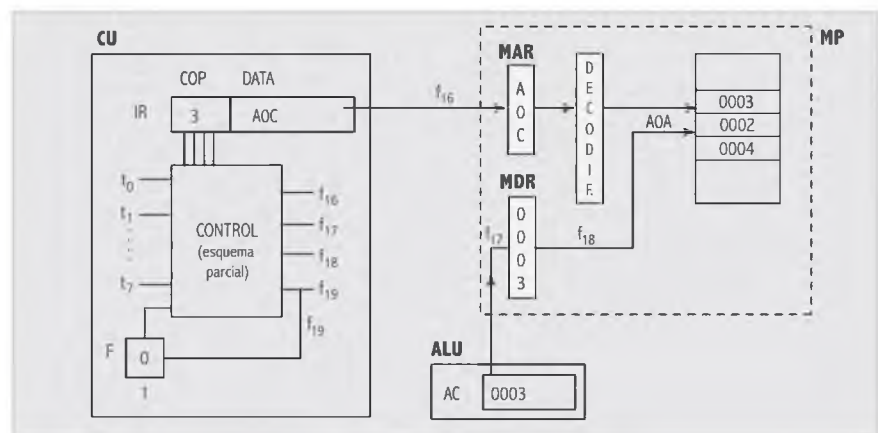 CU
COP DATA
IR 3 AOC
t0
t1
t7
CONTROL
(esquema
parcial)
f16
f17
f18
f19
f19
F 0
1
f16
MP
MAR
A
O
C
D
E
C
O
D
I
F.
0003
0002
0004
AOA
MDR
0
0
0
3
f17
f18
ALU
AC 0003